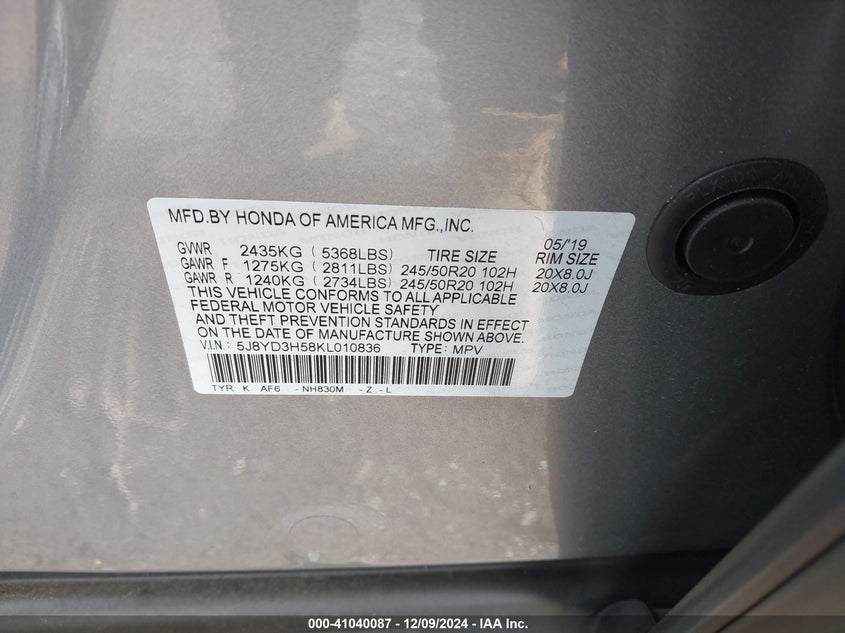 MFD.BY HONDA OF AMERICA MFG.,INC.
05/'19
GVWR 2435KG ( 5368LBS) TIRE SIZE RIM SIZE
GAWR F 1275KG ( 2811LBS) 245/50R20 102H 20X8.0J
GAWR R 1240KG ( 2734LBS) 245/50R20 102H 20X8.0J
THIS VEHICLE CONFORMS TO ALL APPLICABLE
FEDERAL MOTOR VEHICLE SAFETY
AND THEFT PREVENTION STANDARDS IN EFFECT
ON THE DATE OF MANUFACTURE SHOWN ABOVE.
V.I.N.: 5J8YD3H58KL010836 TYPE: MPV
TYR K AF6 -NH830M -Z -L
000-41040087 - 12/09/2024 - IAA Inc.